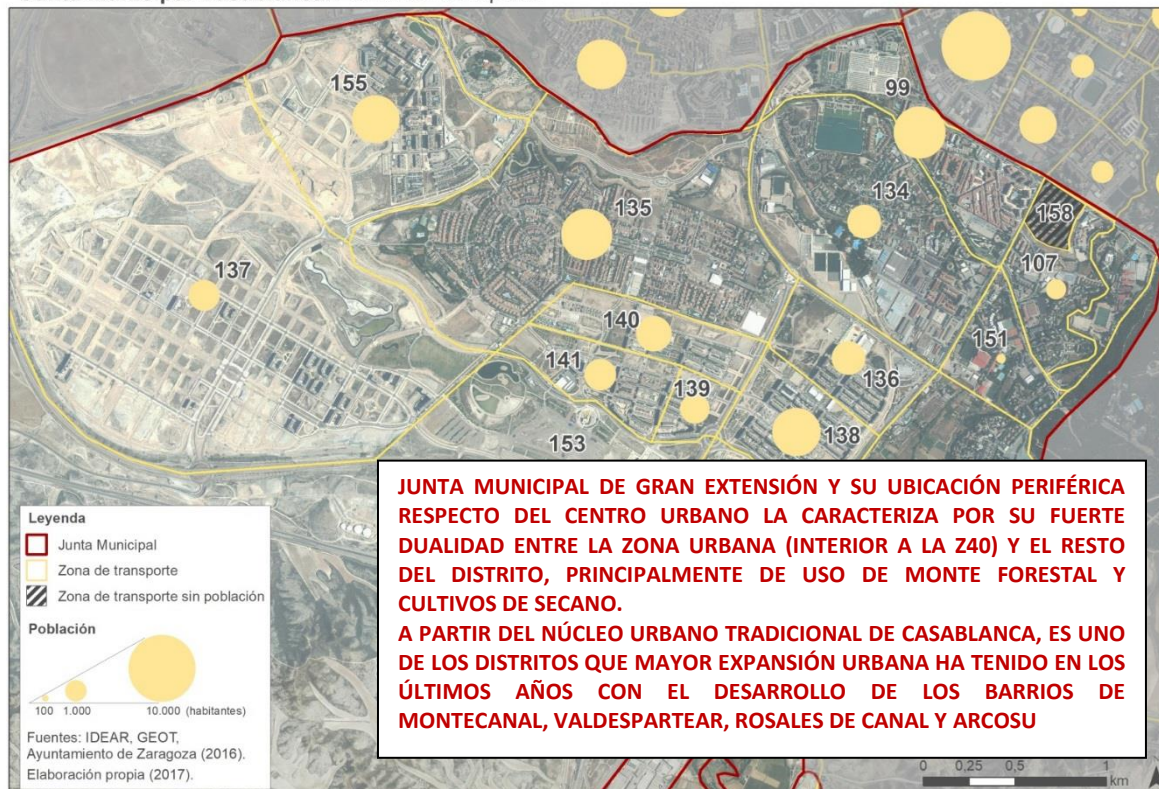 155
99
135
134
158
137
107
140
151
141
136
139
138
153
JUNTA MUNICIPAL DE GRAN EXTENSIÓN Y SU UBICACIÓN PERIFÉRICA
RESPECTO DEL CENTRO URBANO LA CARACTERIZA POR SU FUERTE
DUALIDAD ENTRE LA ZONA URBANA (INTERIOR A LA Z40) Y EL RESTO
DEL DISTRITO, PRINCIPALMENTE DE USO DE MONTE FORESTAL Y
CULTIVOS DE SECANO.
A PARTIR DEL NÚCLEO URBANO TRADICIONAL DE CASABLANCA, ES UNO
DE LOS DISTRITOS QUE MAYOR EXPANSIÓN URBANA HA TENIDO EN LOS
ÚLTIMOS AÑOS CON EL DESARROLLO DE LOS BARRIOS DE
MONTECANAL, VALDESPARTEAR, ROSALES DE CANAL Y ARCOSU
Leyenda
Junta Municipal
Zona de transporte
Zona de transporte sin población
Población
100 1.000 10.000 (habitantes)
Fuentes: IDEAR, GEOT,
Ayuntamiento de Zaragoza (2016).
Elaboración propia (2017).
0 0,25 0,5 1
km